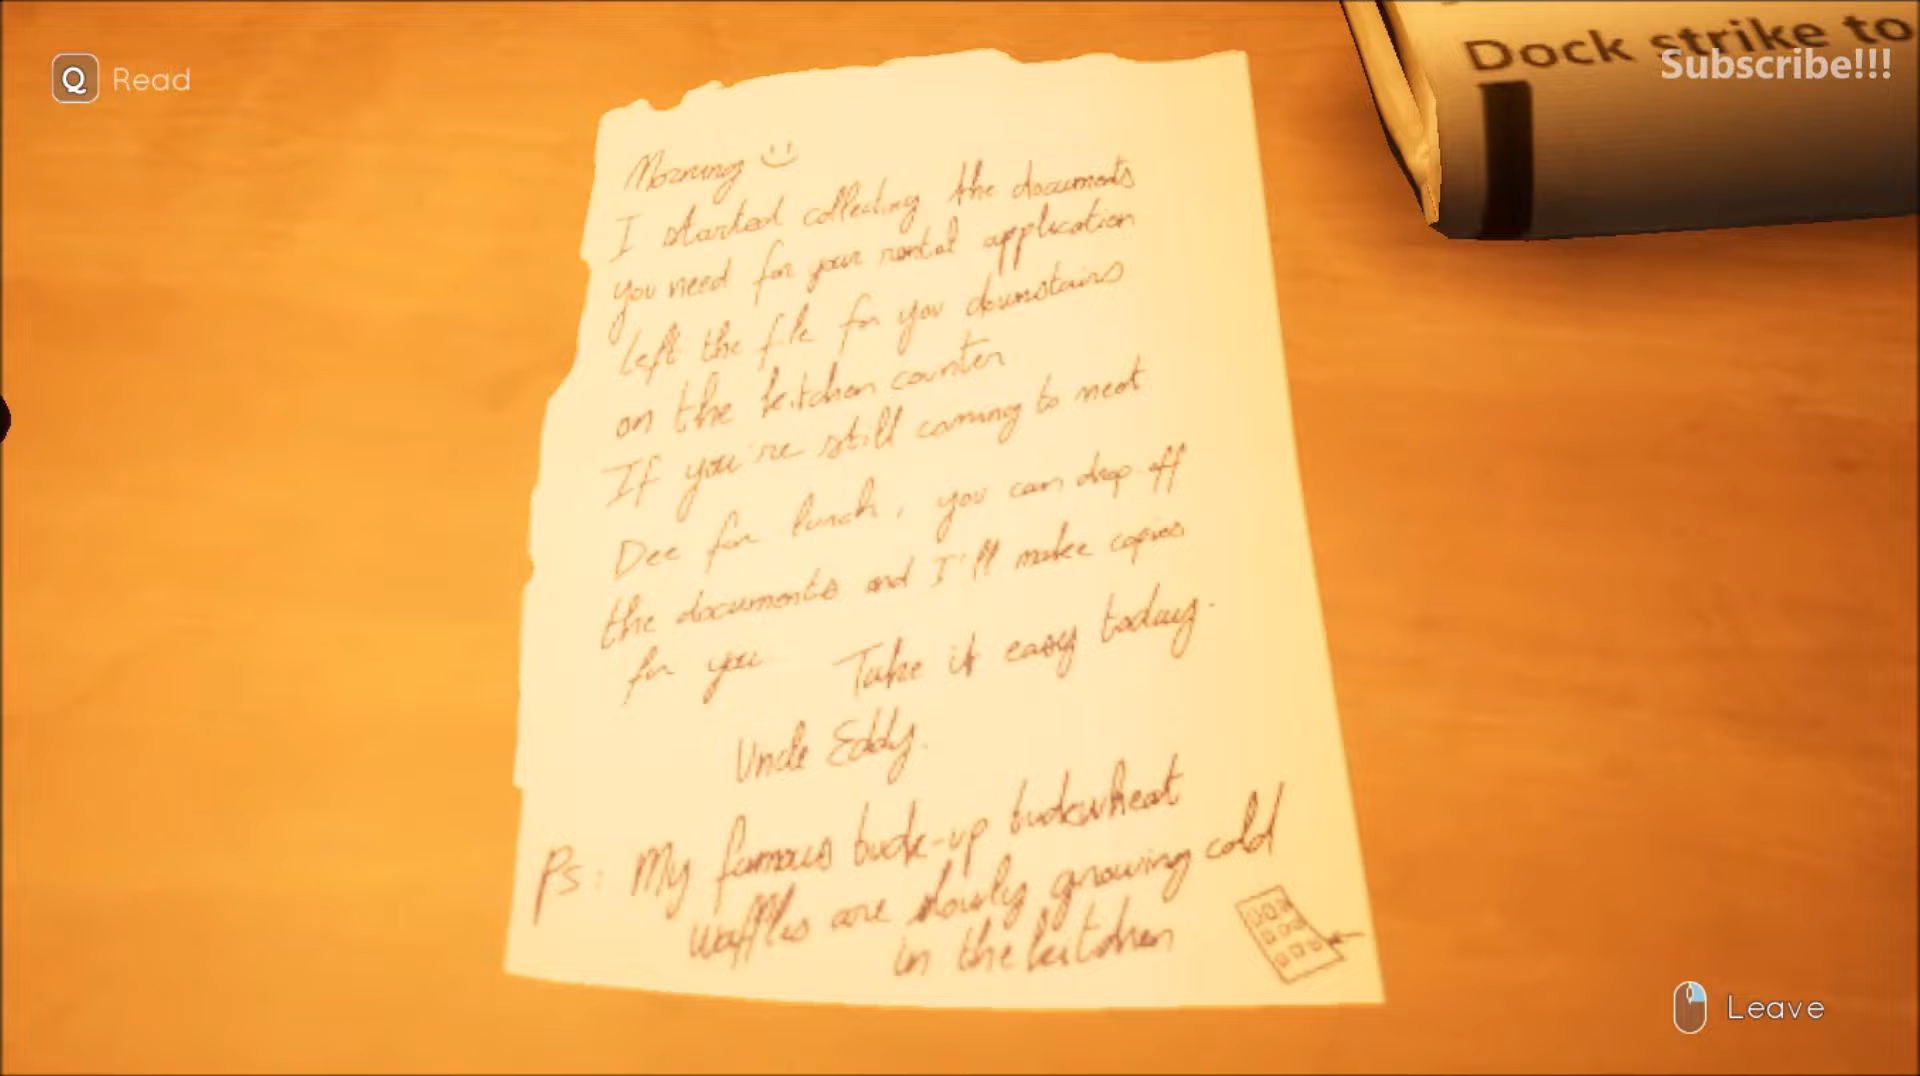 Q Read
Dock strike to
Subscribe!!!
Morning
I started collecting the documents
you need for your rental application
Left the file for you downstairs
on the kitchen counter
If you're still coming to meet
Dee for lunch, you can drop off
the documents and I'll make copies
for you Take it easy today.
Uncle Eddy.
Ps: My famous buck-up buckwheat
waffles are slowly growing cold
in the kitchen
Leave